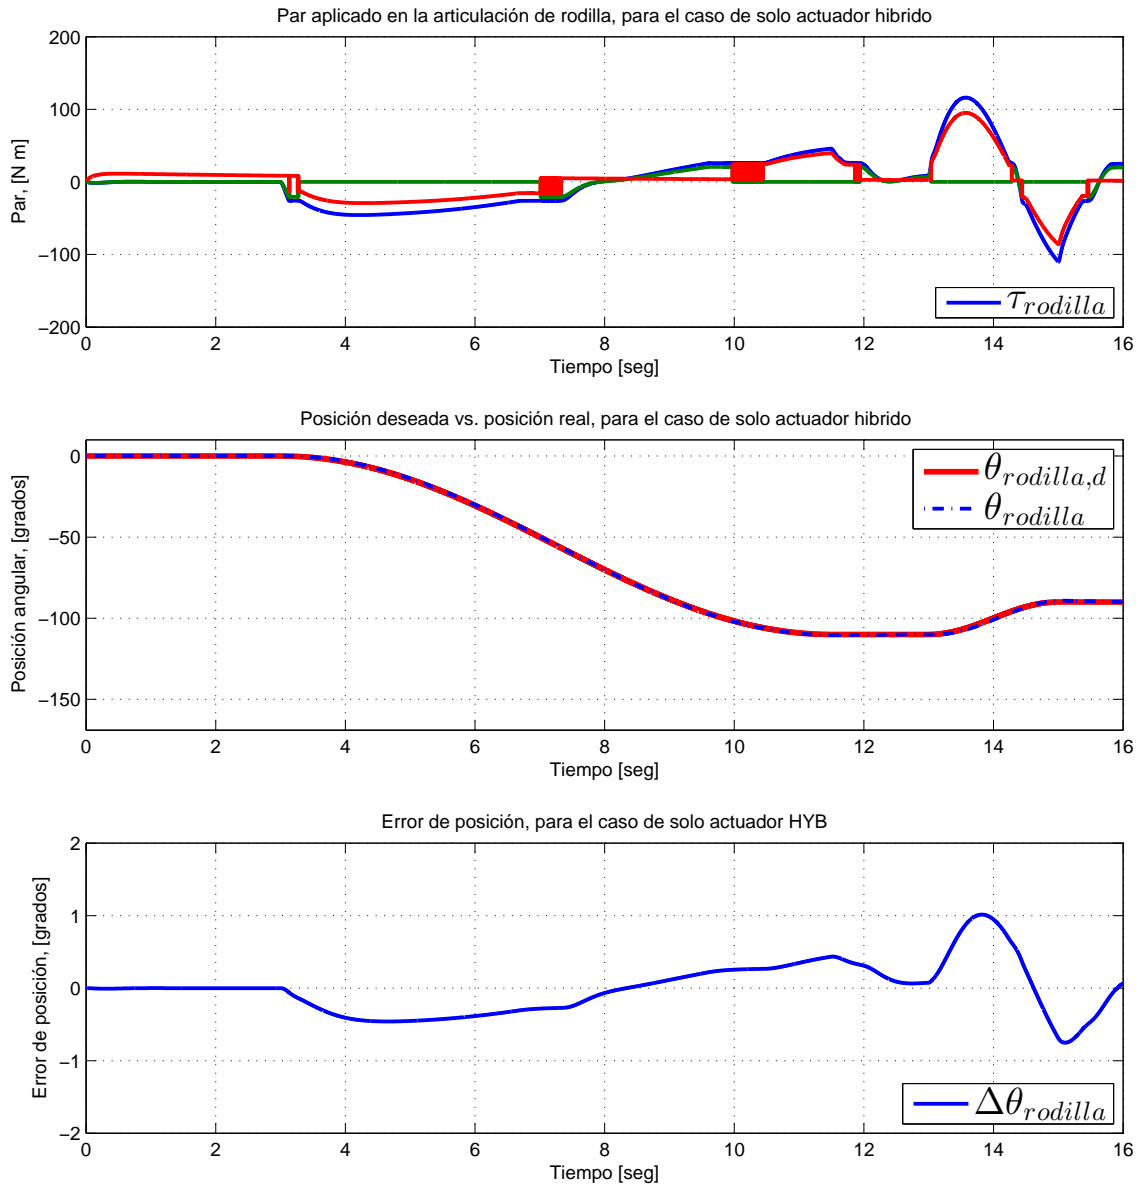 Par aplicado en la articulación de rodilla, para el caso de solo actuador hibrido
Par, [N m]
200
100
0
−100
−200
τrodilla
0 2 4 6 8 10 12 14 16
Tiempo [seg]
Posición deseada vs. posición real, para el caso de solo actuador hibrido
Posición angular, [grados]
0
−50
−100
−150
θrodilla,d
θrodilla
0 2 4 6 8 10 12 14 16
Tiempo [seg]
Error de posición, para el caso de solo actuador HYB
Error de posición, [grados]
2
1
0
−1
−2
Δθrodilla
0 2 4 6 8 10 12 14 16
Tiempo [seg]